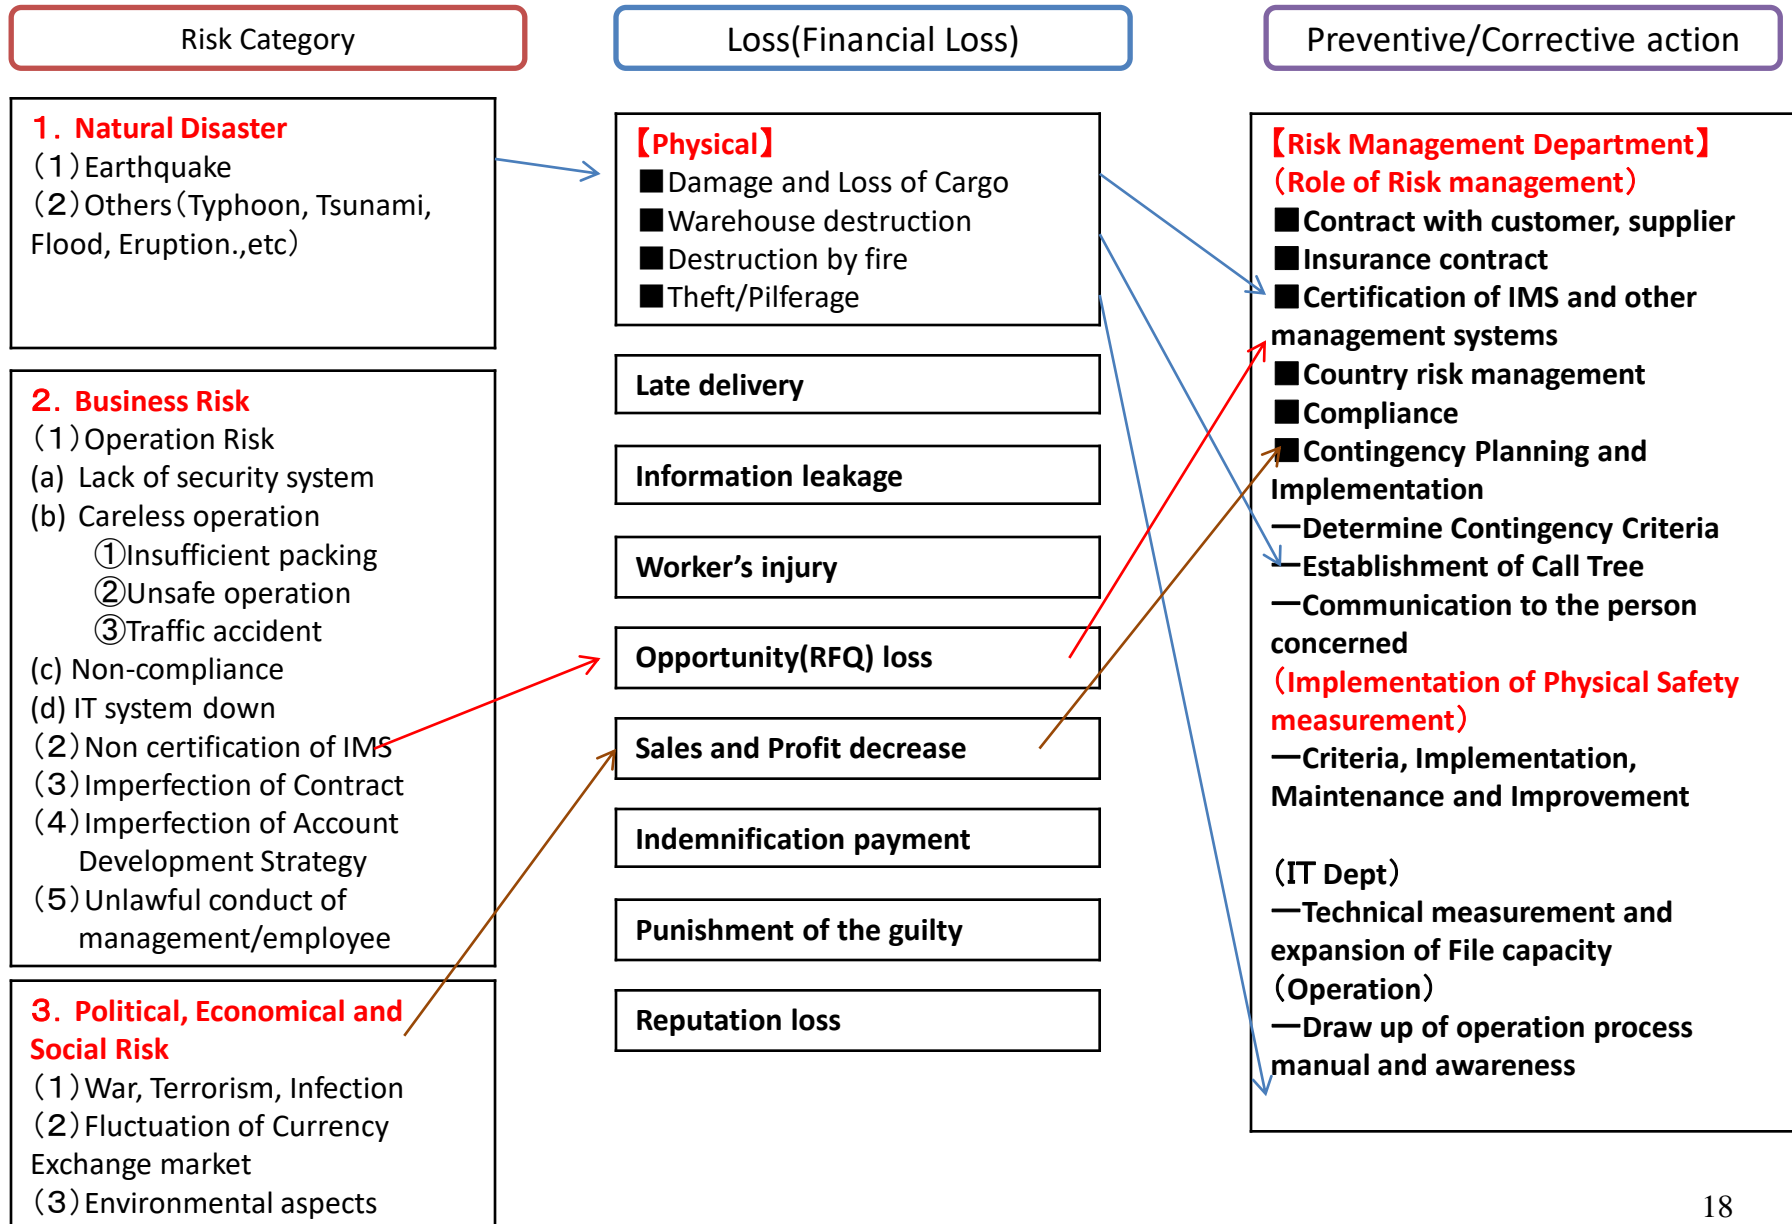 Risk Category
Loss(Financial Loss)
Preventive/Corrective action
１．Natural Disaster
（１）Earthquake
（２）Others（Typhoon, Tsunami,
Flood, Eruption.,etc）
２．Business Risk
（１）Operation Risk
(a) Lack of security system
(b) Careless operation
①Insufficient packing
②Unsafe operation
③Traffic accident
(c) Non-compliance
(d) IT system down
（２）Non certification of IMS
（３）Imperfection of Contract
（４）Imperfection of Account
Development Strategy
（５）Unlawful conduct of
management/employee
３．Political, Economical and
Social Risk
（１）War, Terrorism, Infection
（２）Fluctuation of Currency
Exchange market
（３）Environmental aspects
【Physical】
■Damage and Loss of Cargo
■Warehouse destruction
■Destruction by fire
■Theft/Pilferage
Late delivery
Information leakage
Worker’s injury
Opportunity(RFQ) loss
Sales and Profit decrease
Indemnification payment
Punishment of the guilty
Reputation loss
【Risk Management Department】
（Role of Risk management）
■Contract with customer, supplier
■Insurance contract
■Certification of IMS and other
management systems
■Country risk management
■Compliance
■Contingency Planning and
Implementation
―Determine Contingency Criteria
―Establishment of Call Tree
―Communication to the person
concerned
（Implementation of Physical Safety
measurement）
―Criteria, Implementation,
Maintenance and Improvement
（IT Dept）
―Technical measurement and
expansion of File capacity
（Operation）
―Draw up of operation process
manual and awareness
18